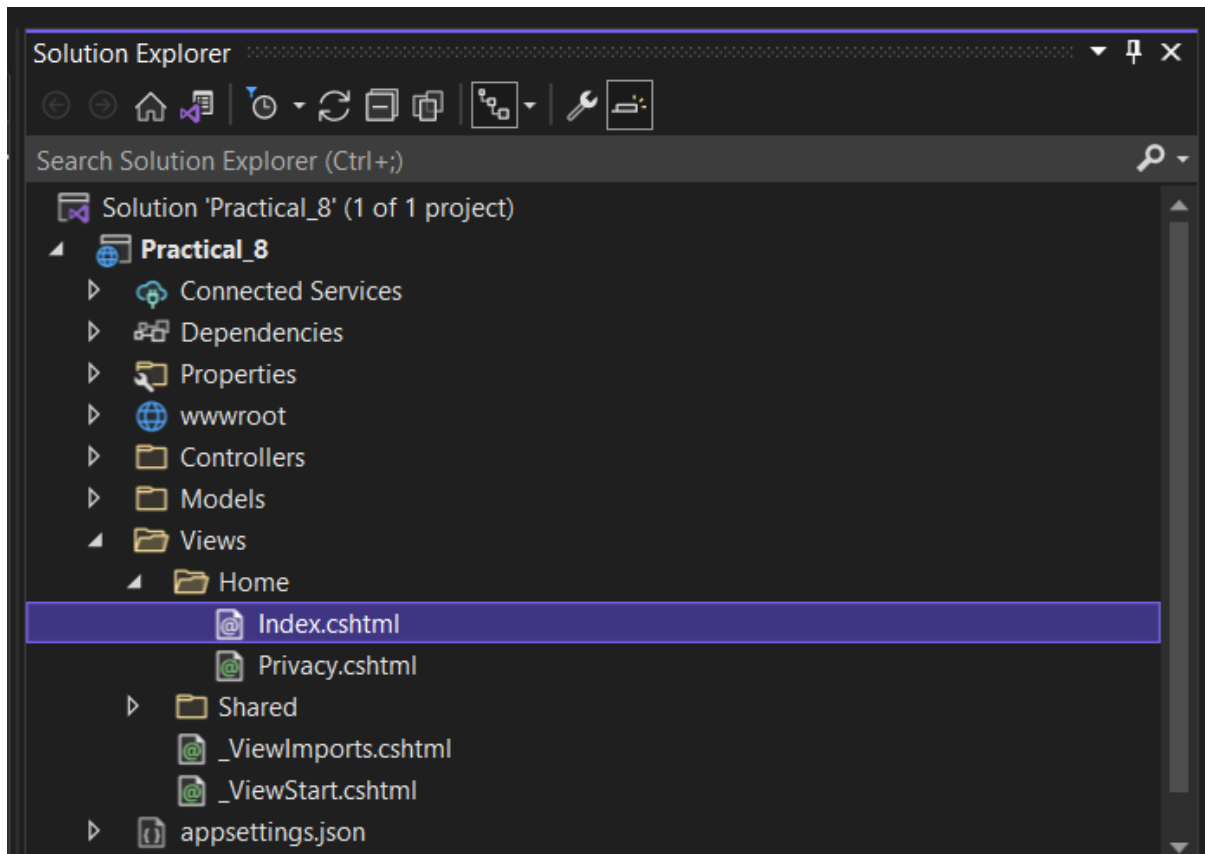 Solution Explorer
Search Solution Explorer (Ctrl+;)
Solution 'Practical_8' (1 of 1 project)
Practical_8
Connected Services
Dependencies
Properties
wwwroot
Controllers
Models
Views
Home
Index.cshtml
Privacy.cshtml
Shared
_ViewImports.cshtml
_ViewStart.cshtml
appsettings.json